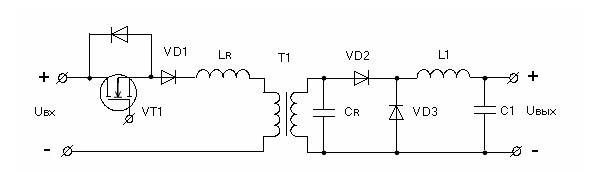 VD1 LR T1 VD2 L1
+ +
UВХ VT1 CR VD3 C1 UВЫХ
- -